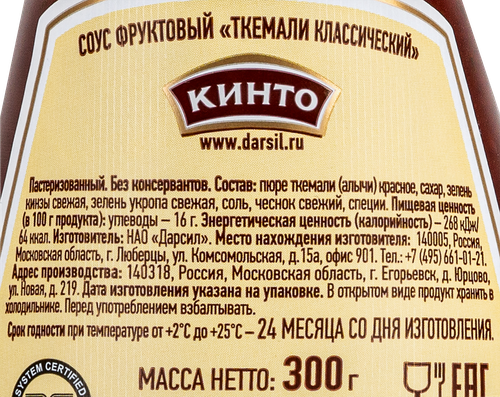 СОУС ФРУКТОВЫЙ «ТКЕМАЛИ КЛАССИЧЕСКИЙ»
КИНТО
www.darsil.ru
Пастеризованный. Без консервантов. Состав: пюре ткемали (алычи) красное, сахар, зелень
кинзы свежая, зелень укропа свежая, соль, чеснок свежий, специи. Пищевая ценность
(в 100 г продукта): углеводы – 16 г. Энергетическая ценность (калорийность) – 268 кДж/
64 ккал. Изготовитель: НАО «Дарсил». Место нахождения изготовителя: 140005, Россия,
Московская область, г. Люберцы, ул. Комсомольская, д.15а, офис 901. Тел.: +7 (495) 661-01-21.
Адрес производства: 140318, Россия, Московская область, г. Егорьевск, д. Юрцово,
ул. Новая, д. 219. Дата изготовления указана на упаковке. В открытом виде продукт хранить в
холодильнике. Перед употреблением взбалтывать.
Срок годности при температуре от +2°С до +25°С – 24 МЕСЯЦА СО ДНЯ ИЗГОТОВЛЕНИЯ.
SYSTEM CERTIFIED
МАССА НЕТТО: 300 г
EAC